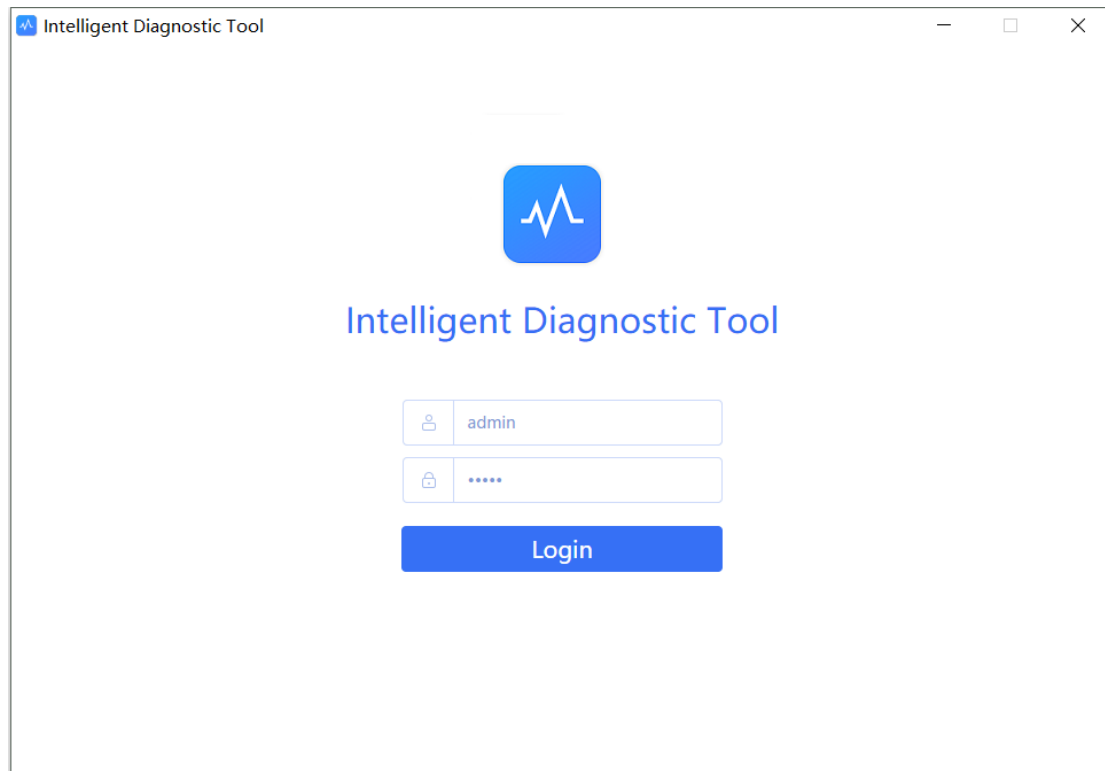 Intelligent Diagnostic Tool
Intelligent Diagnostic Tool
admin
•••••
Login